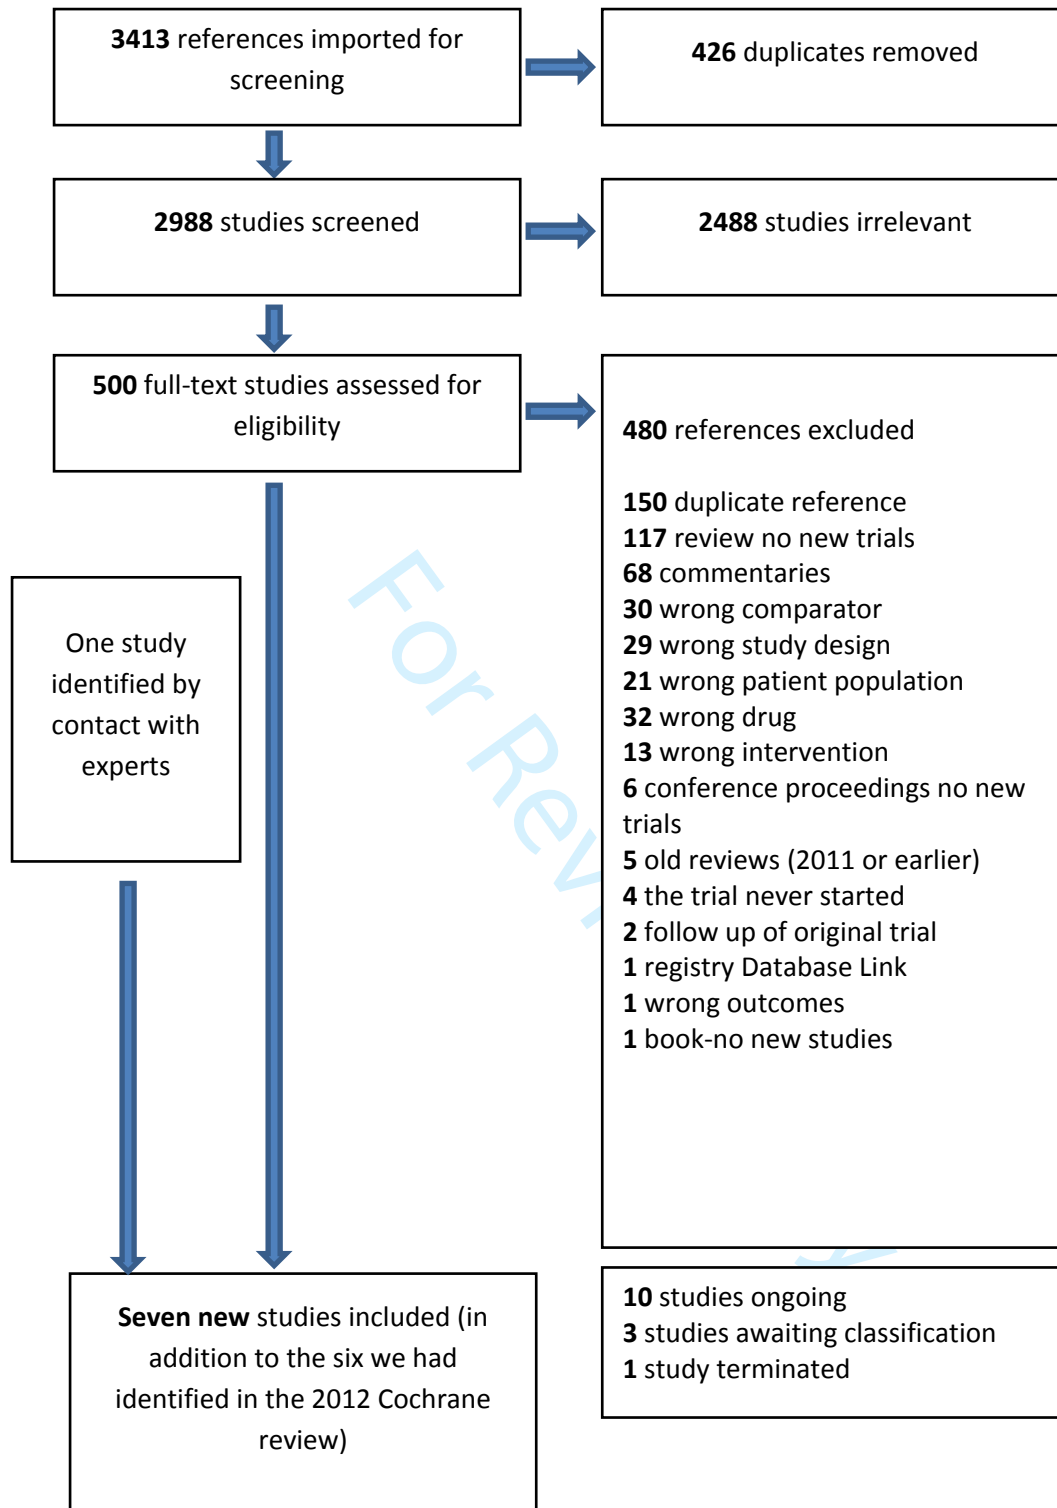 3413 references imported for
screening
426 duplicates removed
2988 studies screened
2488 studies irrelevant
500 full-text studies assessed for
eligibility
480 references excluded
150 duplicate reference
117 review no new trials
68 commentaries
30 wrong comparator
29 wrong study design
21 wrong patient population
32 wrong drug
13 wrong intervention
6 conference proceedings no new
trials
5 old reviews (2011 or earlier)
4 the trial never started
2 follow up of original trial
1 registry Database Link
1 wrong outcomes
1 book-no new studies
One study
identified by
contact with
experts
Seven new studies included (in
addition to the six we had
identified in the 2012 Cochrane
review)
10 studies ongoing
3 studies awaiting classification
1 study terminated
For Revi